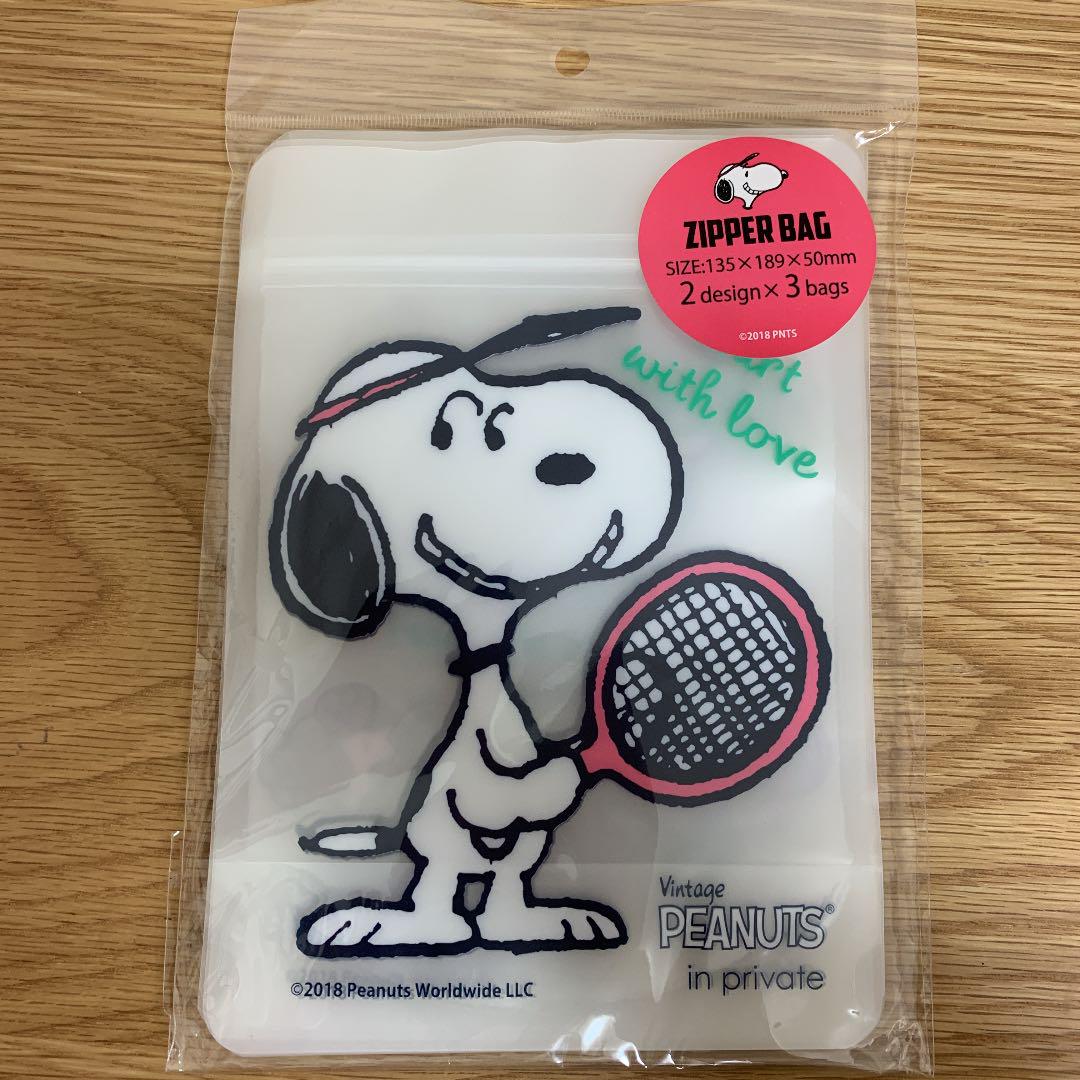 ZIPPER BAG
SIZE:135×189×50mm
2 design × 3 bags
©2018 PNTS
with love
Vintage
PEANUTS®
in private
©2018 Peanuts Worldwide LLC